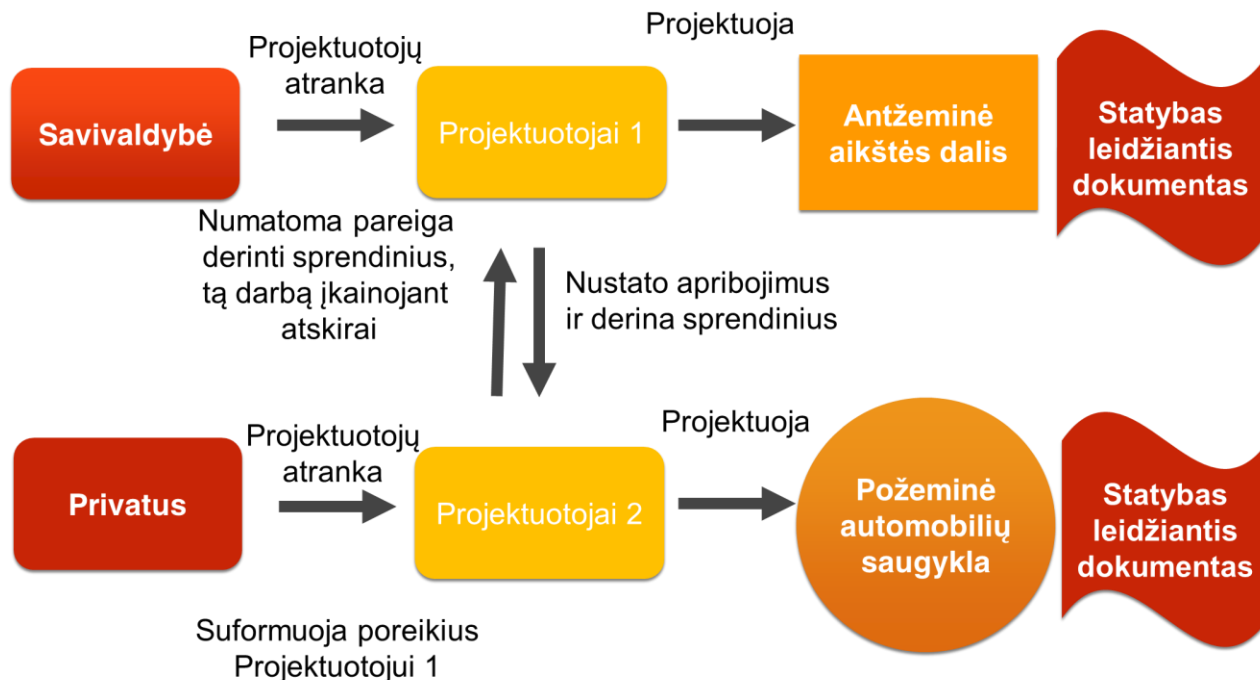 Projektuotojų
atranka
Projektuoja
Savivaldybė
Projektuotojai 1
Antžeminė
aikštės dalis
Statybas
leidžiantis
dokumentas
Numatoma pareiga
derinti sprendinius,
tą darbą įkainojant
atskirai
Nustato apribojimus
ir derina sprendinius
Projektuotojų
atranka
Projektuoja
Privatus
Projektuotojai 2
Požeminė
automobilių
saugykla
Statybas
leidžiantis
dokumentas
Suformuoja poreikius
Projektuotojui 1